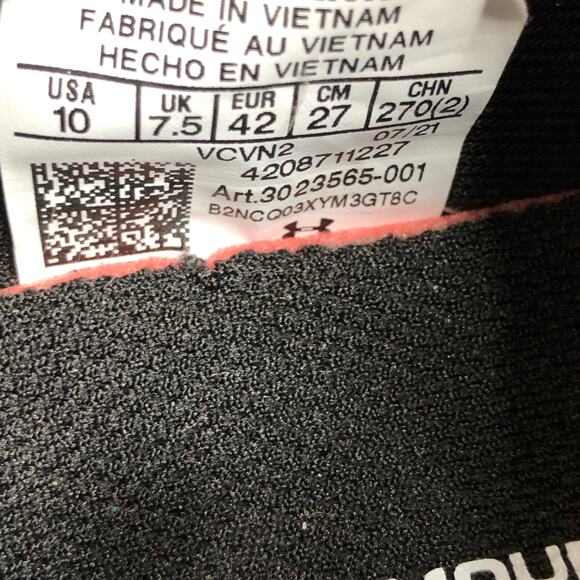 MADE IN VIETNAM
FABRIQUÉ AU VIETNAM
HECHO EN VIETNAM
USA UK EUR CM CHN
10 7.5 42 27 270(2)
07/21
VCVN2
4208711227
Art.3023565-001
B2NCO03XYM3GT8C